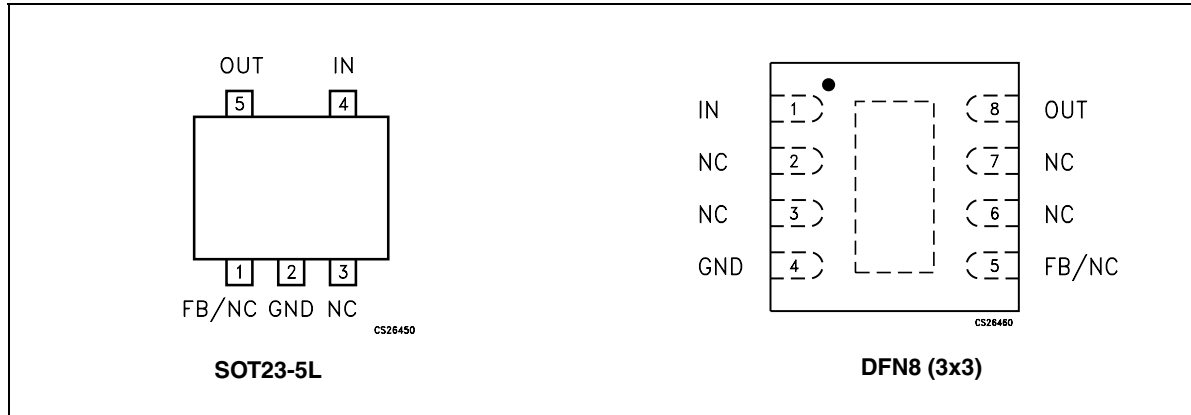 OUT IN
5 4
1 2 3
FB/NC GND NC
CS26450
SOT23-5L
IN 1 8 OUT
NC 2 7 NC
NC 3 6 NC
GND 4 5 FB/NC
CS26460
DFN8 (3x3)